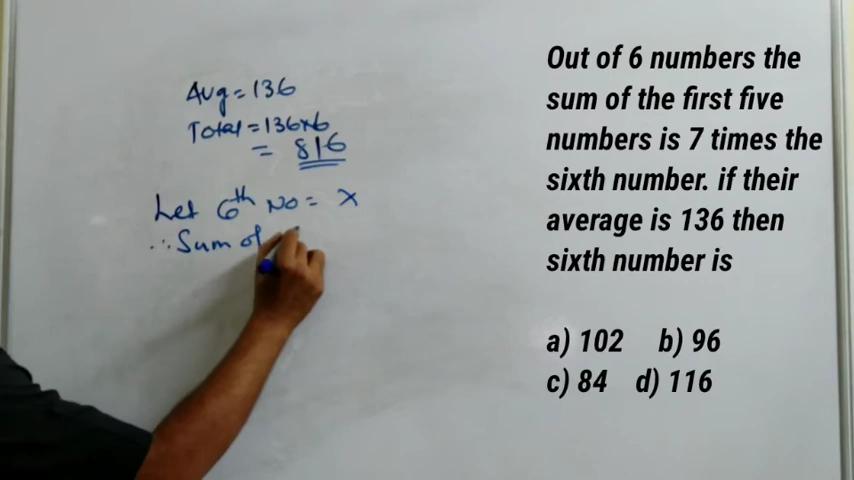 Avg = 136
Total = 136x6
= 816
Let 6th No = x
∴ Sum of
Out of 6 numbers the
sum of the first five
numbers is 7 times the
sixth number. if their
average is 136 then
sixth number is
a) 102 b) 96
c) 84 d) 116